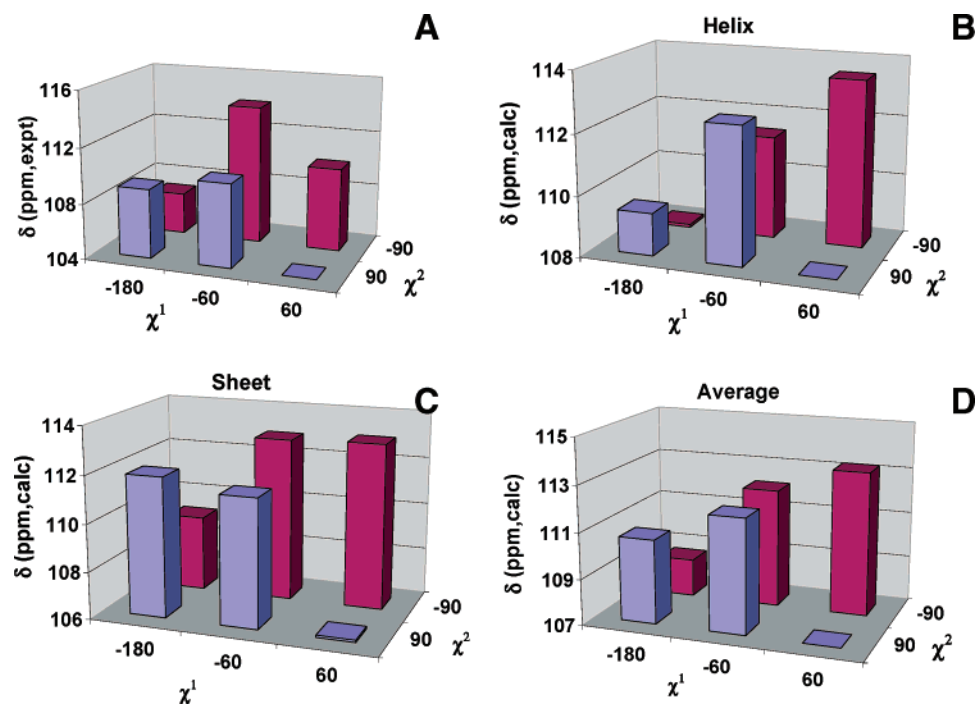 A
δ (ppm,expt)
116
112
108
104
-180
-60
60
χ¹
-90
90
χ²
B
Helix
δ (ppm,calc)
114
112
110
108
-180
-60
60
χ¹
-90
90
χ²
C
Sheet
δ (ppm,calc)
114
112
110
108
106
-180
-60
60
χ¹
-90
90
χ²
D
Average
δ (ppm,calc)
115
113
111
109
107
-180
-60
60
χ¹
-90
90
χ²